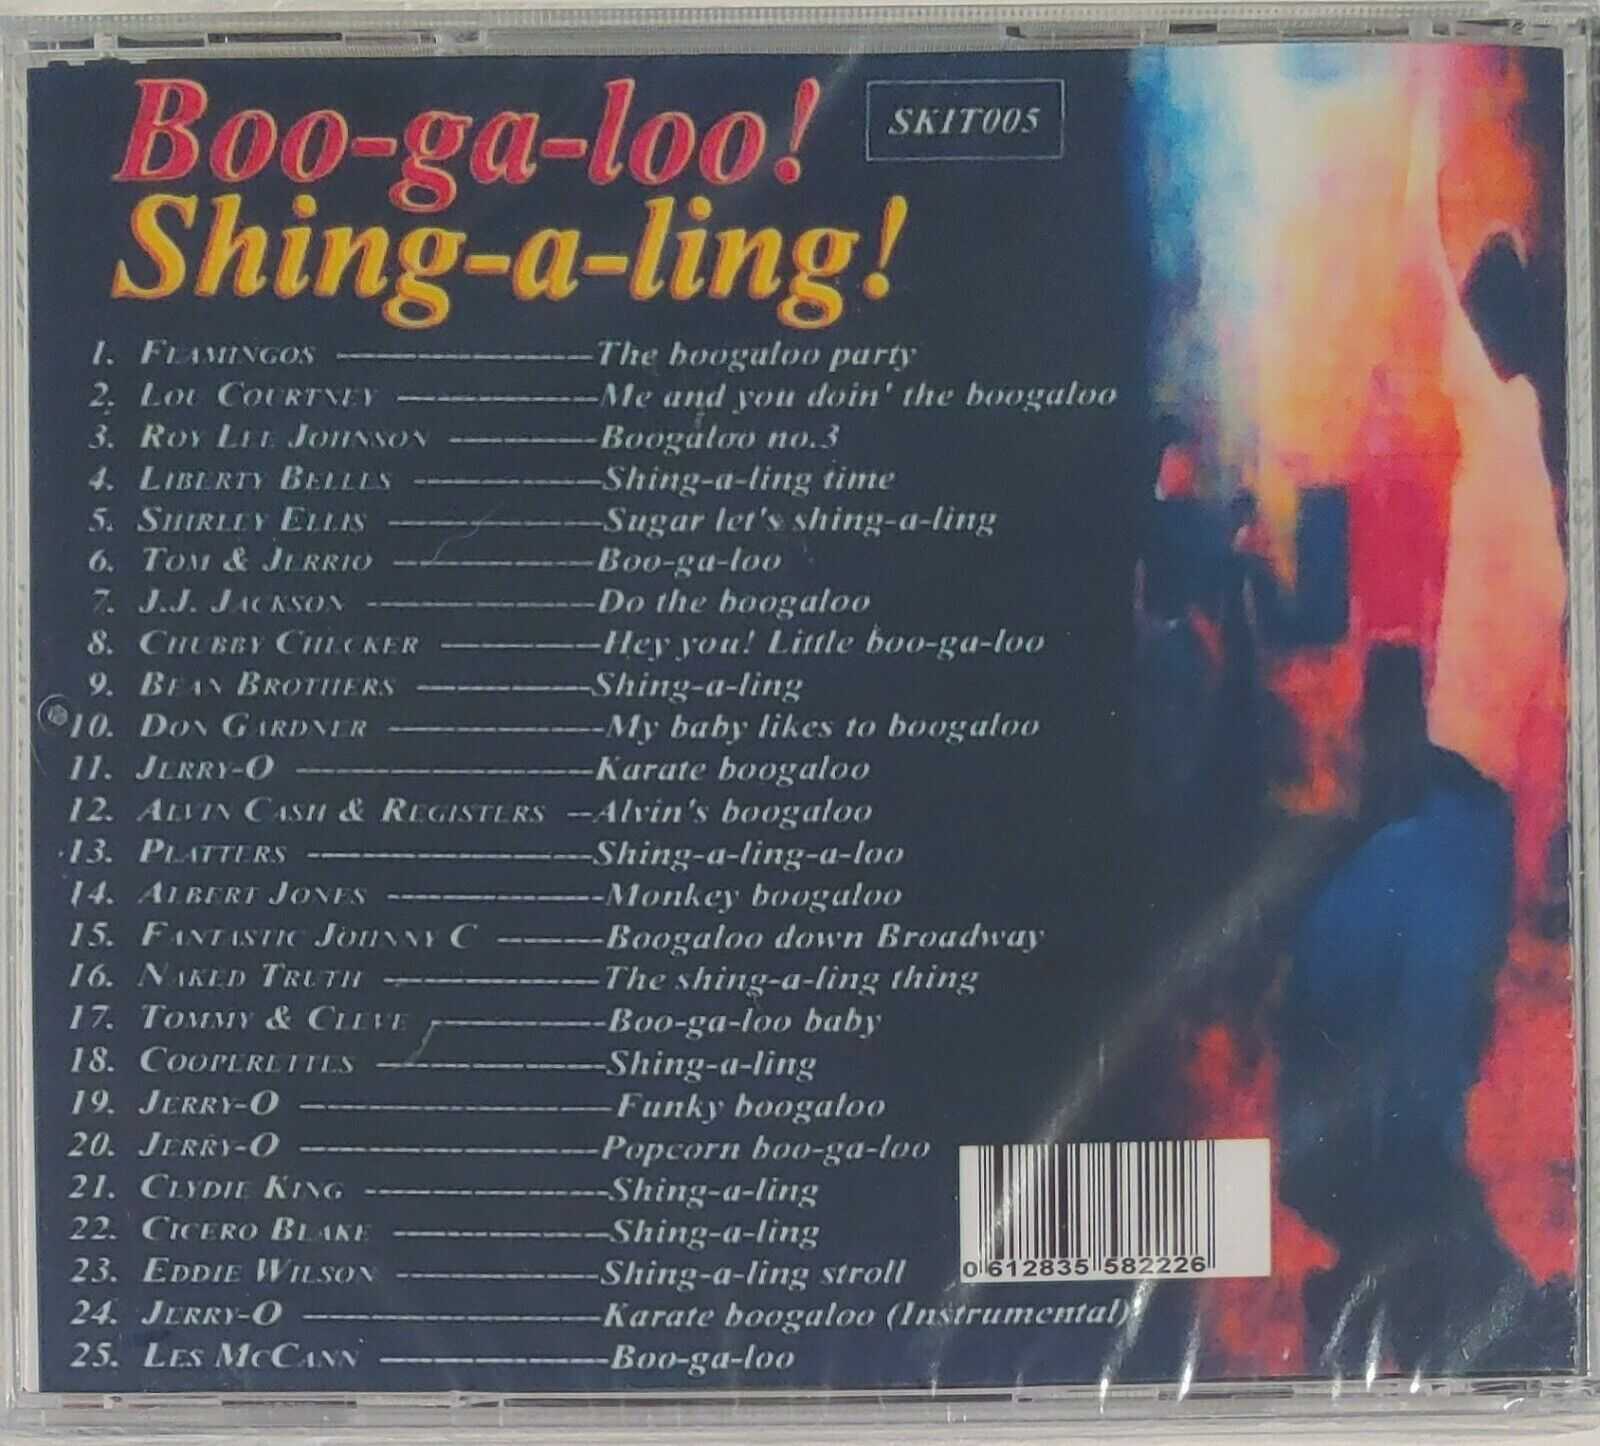 Boo-ga-loo!
SKIT005
Shing-a-ling!
1. FLAMINGOS ----------------The boogaloo party
2. LOU COURTNEY ------------Me and you doin' the boogaloo
3. ROY LEE JOHNSON ---------Boogaloo no.3
4. LIBERTY BELLES -----------Shing-a-ling time
5. SHIRLEY ELLIS -------------Sugar let's shing-a-ling
6. TOM & JERRIO ------------Boo-ga-loo
7. J.J. JACKSON --------------Do the boogaloo
8. CHUBBY CHECKER ----------Hey you! Little boo-ga-loo
9. BEAN BROTHERS -----------Shing-a-ling
10. DON GARDNER -------------My baby likes to boogaloo
11. JERRY-O ------------------Karate boogaloo
12. ALVIN CASH & REGISTERS --Alvin's boogaloo
13. PLATTERS -----------------Shing-a-ling-a-loo
14. ALBERT JONES -------------Monkey boogaloo
15. FANTASTIC JOHNNY C -------Boogaloo down Broadway
16. NAKED TRUTH -------------The shing-a-ling thing
17. TOMMY & CLEVE -----------Boo-ga-loo baby
18. COOPERETTES --------------Shing-a-ling
19. JERRY-O -------------------Funky boogaloo
20. JERRY-O ------------------Popcorn boo-ga-loo
21. CLYDIE KING ---------------Shing-a-ling
22. CICERO BLAKE -------------Shing-a-ling
23. EDDIE WILSON ------------Shing-a-ling stroll
24. JERRY-O ------------------Karate boogaloo (Instrumental)
25. LES MCCANN --------------Boo-ga-loo
0 612835 582226